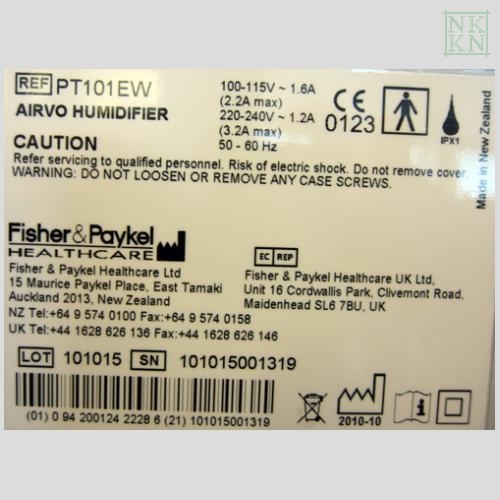 NK
KN
REF PT101EW
AIRVO HUMIDIFIER
100-115V ~ 1.6A
(2.2A max)
220-240V ~ 1.2A
(3.2A max)
50 - 60 Hz
CE
0123
IPX1
Made in New Zealand
CAUTION
Refer servicing to qualified personnel. Risk of electric shock. Do not remove cover.
WARNING: DO NOT LOOSEN OR REMOVE ANY CASE SCREWS.
Fisher & Paykel
HEALTHCARE
Fisher & Paykel Healthcare Ltd
15 Maurice Paykel Place, East Tamaki
Auckland 2013, New Zealand
NZ Tel:+64 9 574 0100 Fax:+64 9 574 0158
UK Tel:+44 1628 626 136 Fax:+44 1628 626 146
EC REP
Fisher & Paykel Healthcare UK Ltd,
Unit 16 Cordwallis Park, Clivemont Road,
Maidenhead SL6 7BU, UK
LOT 101015 SN 101015001319
(01) 0 94 200124 2228 6 (21) 101015001319
2010-10